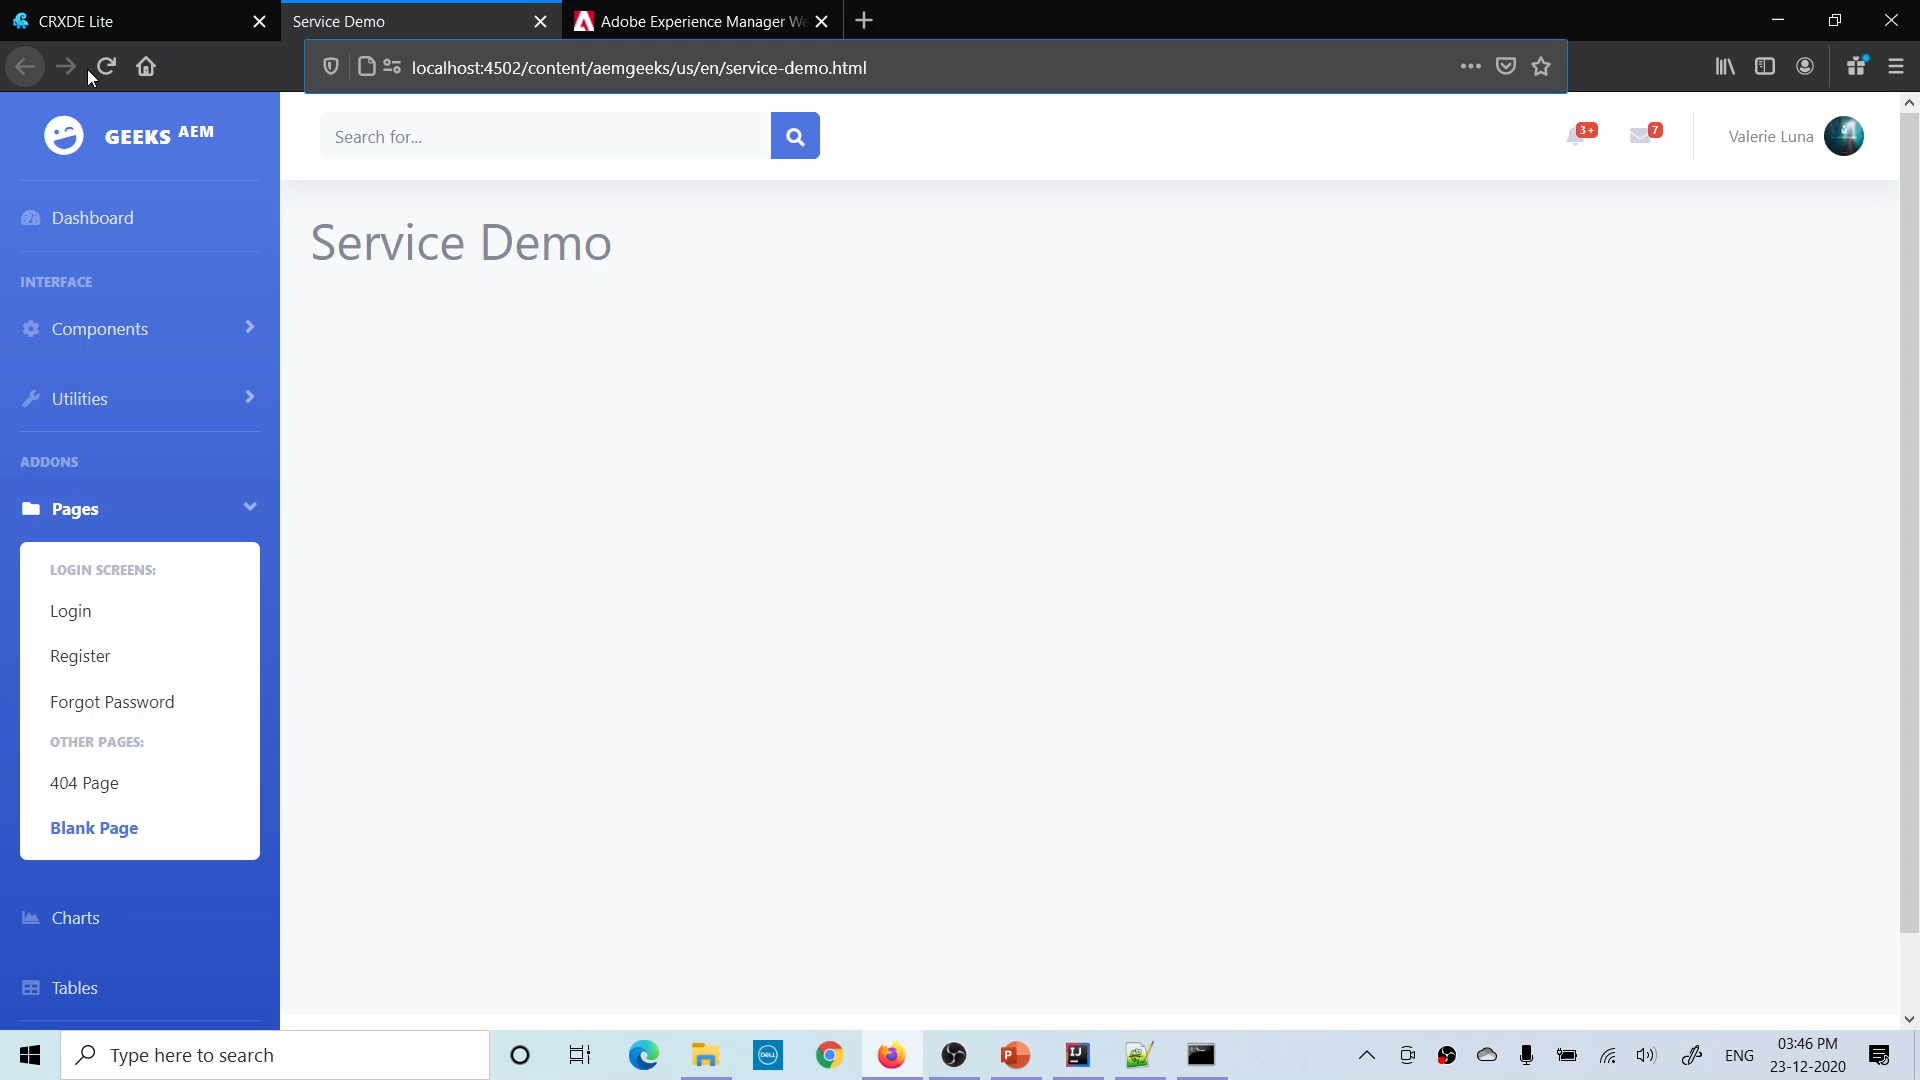 CRXDE Lite
Service Demo
Adobe Experience Manager We
localhost:4502/content/aemgeeks/us/en/service-demo.html
GEEKS AEM
Search for...
3+
7
Valerie Luna
Dashboard
Service Demo
INTERFACE
Components
Utilities
ADDONS
Pages
LOGIN SCREENS:
Login
Register
Forgot Password
OTHER PAGES:
404 Page
Blank Page
Charts
Tables
Type here to search
DELL
P
IJ
ENG
03:46 PM
23-12-2020